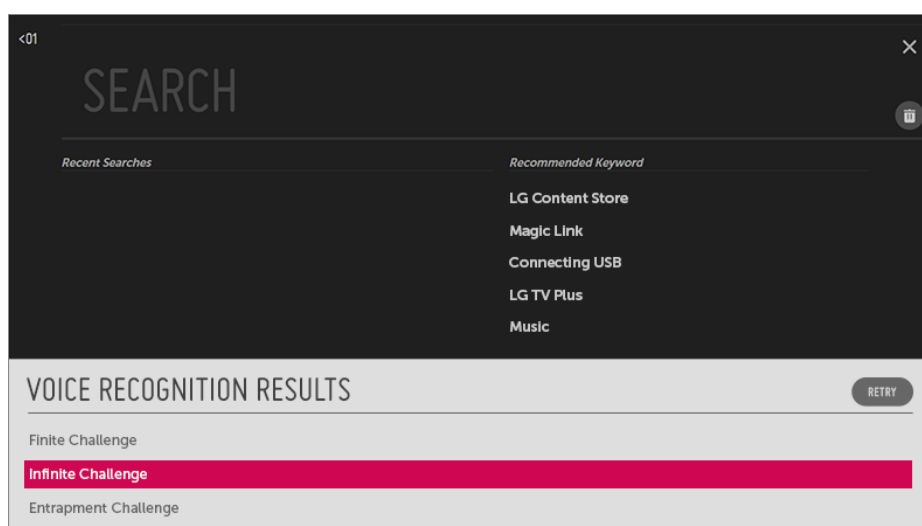 <01
SEARCH
Recent Searches
Recommended Keyword
LG Content Store
Magic Link
Connecting USB
LG TV Plus
Music
VOICE RECOGNITION RESULTS
RETRY
Finite Challenge
Infinite Challenge
Entrapment Challenge